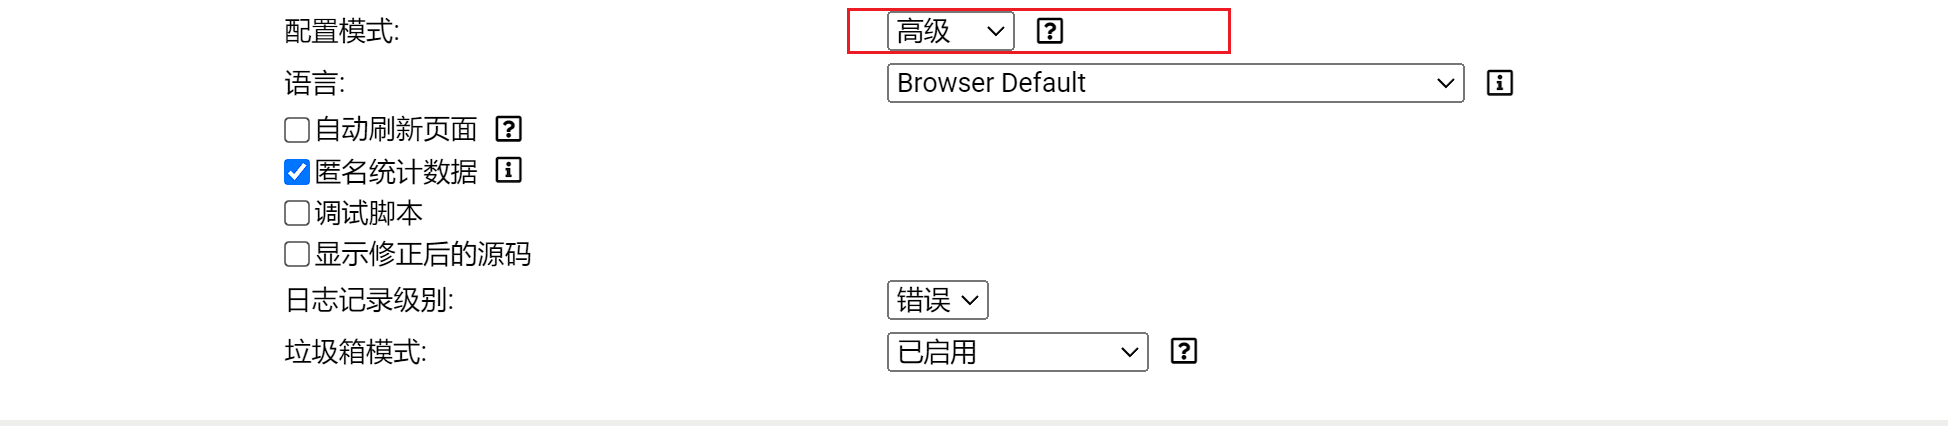 配置模式: 高级
语言: Browser Default
自动刷新页面
匿名统计数据
调试脚本
显示修正后的源码
日志记录级别: 错误
垃圾箱模式: 已启用